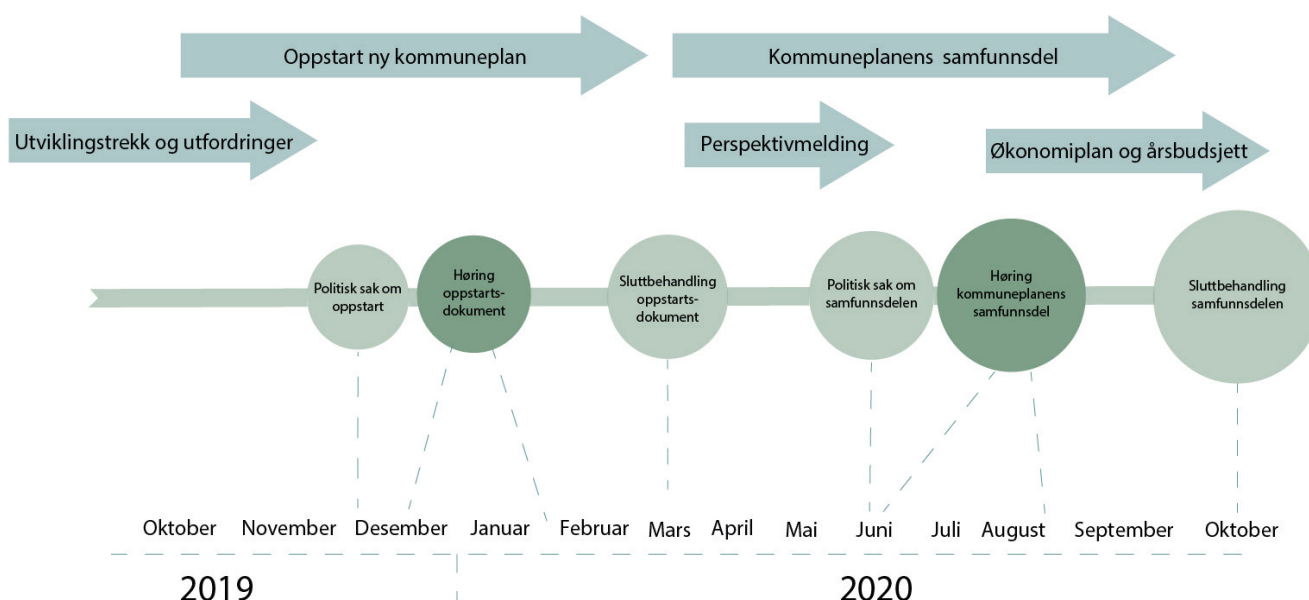 Oppstart ny kommuneplan
Kommuneplanens samfunnsdel
Utviklingstrekk og utfordringer
Perspektivmelding
Økonomiplan og årsbudsjett
Politisk sak om
oppstart
Høring
oppstarts-
dokument
Sluttbehandling
oppstarts-
dokument
Politisk sak om
samfunnsdelen
Høring
kommuneplanens
samfunnsdel
Sluttbehandling
samfunnsdelen
Oktober November Desember Januar Februar Mars April Mai Juni Juli August September Oktober
2019 2020